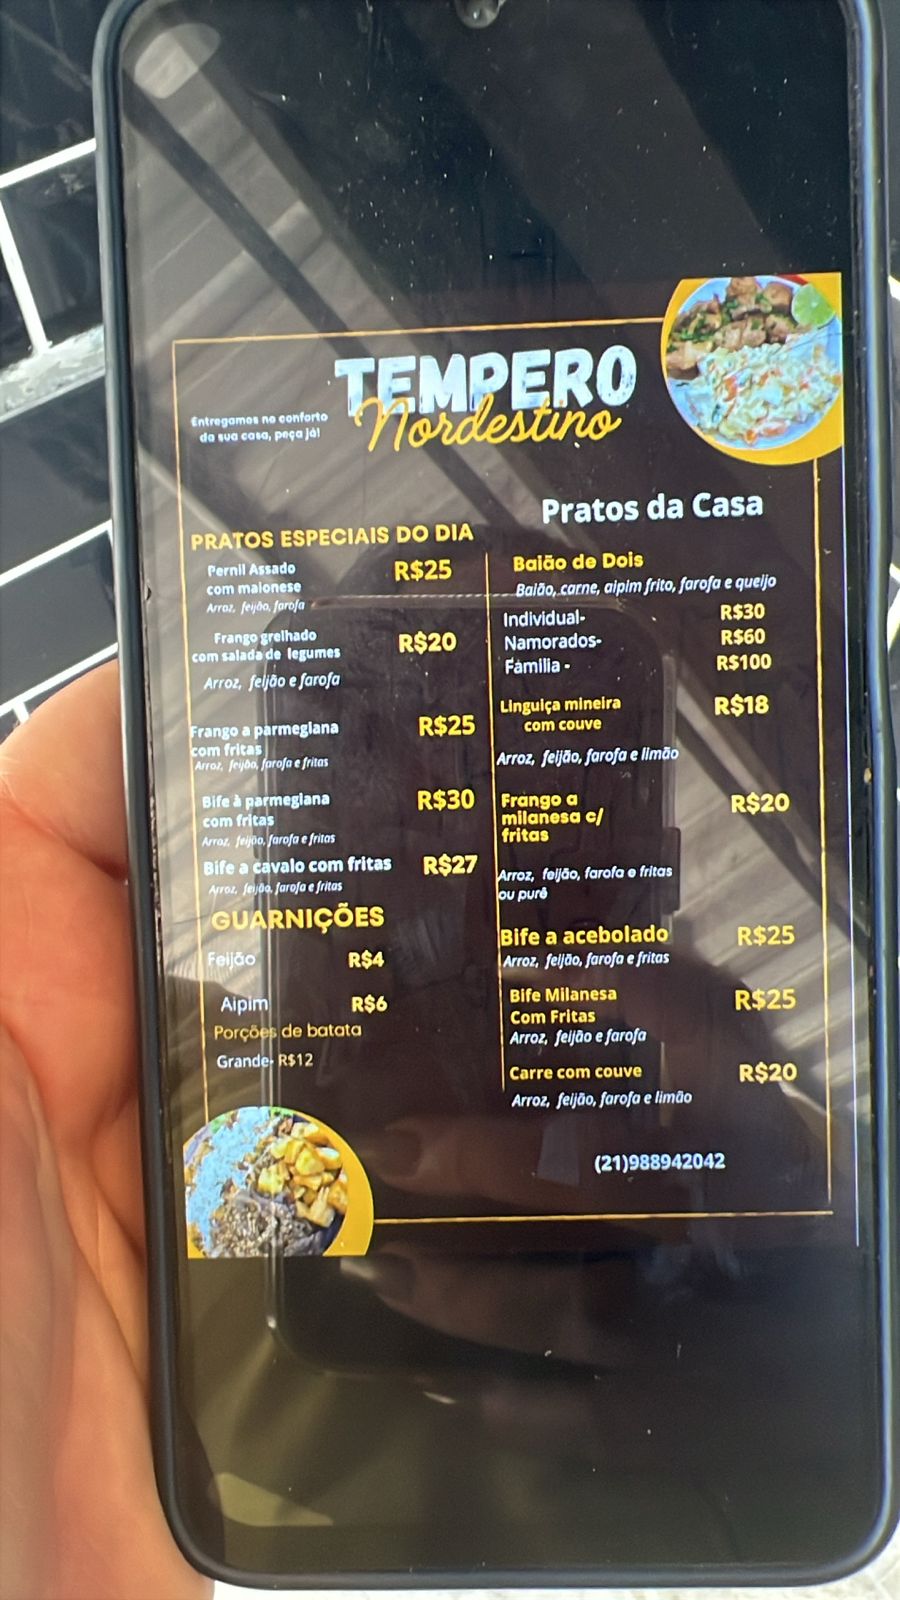 TEMPERO
Nordestino
Entregamos no conforto
da sua casa, peça já!
PRATOS ESPECIAIS DO DIA
Pernil Assado
com maionese R$25
Arroz, feijão, farofa
Frango grelhado
com salada de legumes R$20
Arroz, feijão e farofa
Frango a parmegiana R$25
com fritas
Arroz, feijão, farofa e fritas
Bife à parmegiana R$30
com fritas
Arroz, feijão, farofa e fritas
Bife a cavalo com fritas R$27
Arroz, feijão, farofa e fritas
GUARNIÇÕES
Feijão R$4
Aipim R$6
Porções de batata
Grande- R$12
Pratos da Casa
Baião de Dois
Baião, carne, aipim frito, farofa e queijo
Individual- R$30
Namorados- R$60
Família - R$100
Linguiça mineira R$18
com couve
Arroz, feijão, farofa e limão
Frango a R$20
milanesa c/
fritas
Arroz, feijão, farofa e fritas
ou purê
Bife a acebolado R$25
Arroz, feijão, farofa e fritas
Bife Milanesa R$25
Com Fritas
Arroz, feijão e farofa
Carre com couve R$20
Arroz, feijão, farofa e limão
(21)988942042